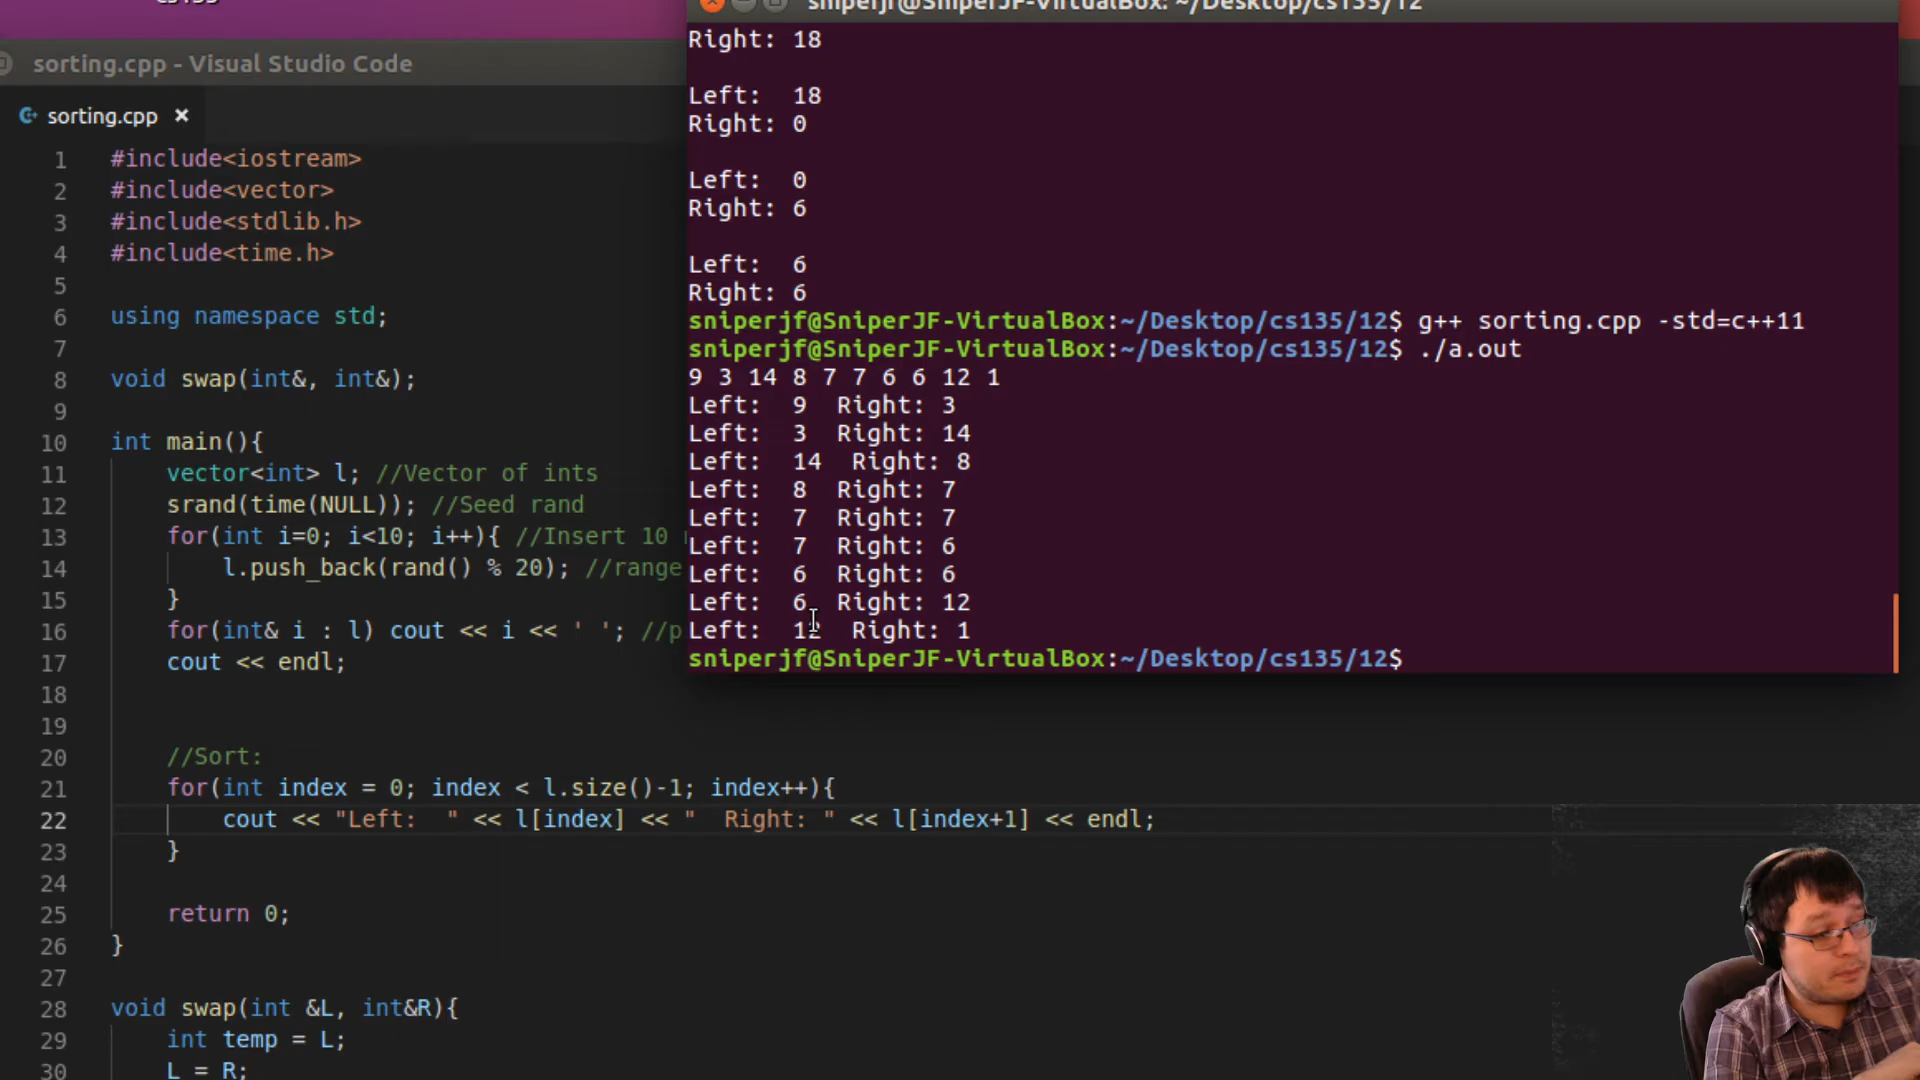 cs135
sniperjf@SniperJF-VirtualBox: ~/Desktop/cs135/12
sorting.cpp - Visual Studio Code
sorting.cpp ×
1 #include<iostream>
2 #include<vector>
3 #include<stdlib.h>
4 #include<time.h>
5
6 using namespace std;
7
8 void swap(int&, int&);
9
10 int main(){
11 vector<int> l; //Vector of ints
12 srand(time(NULL)); //Seed rand
13 for(int i=0; i<10; i++){ //Insert 10
14 l.push_back(rand() % 20); //range
15 }
16 for(int& i : l) cout << i << ' '; //p
17 cout << endl;
18
19
20 //Sort:
21 for(int index = 0; index < l.size()-1; index++){
22 cout << "Left:  " << l[index] << "  Right: " << l[index+1] << endl;
23 }
24
25 return 0;
26 }
27
28 void swap(int &L, int&R){
29 int temp = L;
30 L = R;
Right: 18
Left:  18
Right: 0
Left:  0
Right: 6
Left:  6
Right: 6
sniperjf@SniperJF-VirtualBox:~/Desktop/cs135/12$ g++ sorting.cpp -std=c++11
sniperjf@SniperJF-VirtualBox:~/Desktop/cs135/12$ ./a.out
9 3 14 8 7 7 6 6 12 1
Left:  9  Right: 3
Left:  3  Right: 14
Left:  14  Right: 8
Left:  8  Right: 7
Left:  7  Right: 7
Left:  7  Right: 6
Left:  6  Right: 6
Left:  6  Right: 12
Left:  12  Right: 1
sniperjf@SniperJF-VirtualBox:~/Desktop/cs135/12$